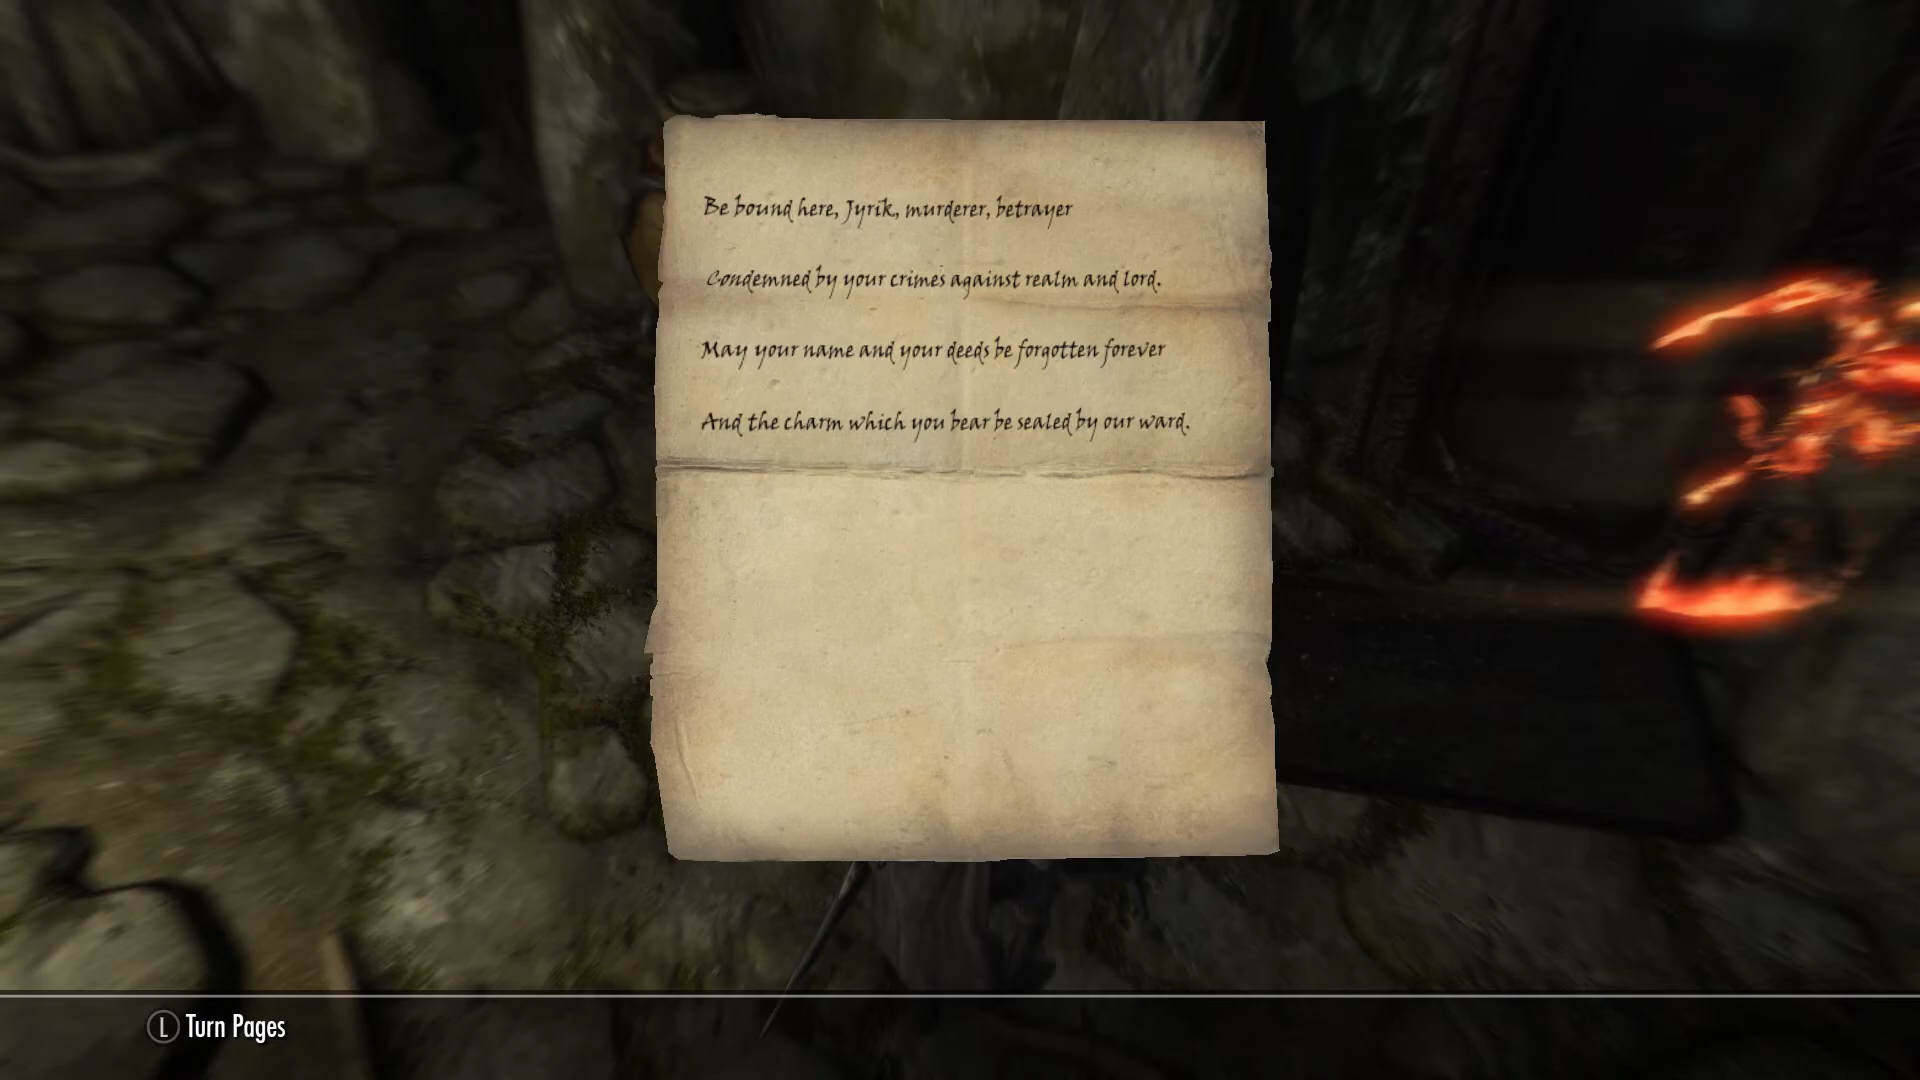 Be bound here, Jyrik, murderer, betrayer
Condemned by your crimes against realm and lord.
May your name and your deeds be forgotten forever
And the charm which you bear be sealed by our ward.
L Turn Pages